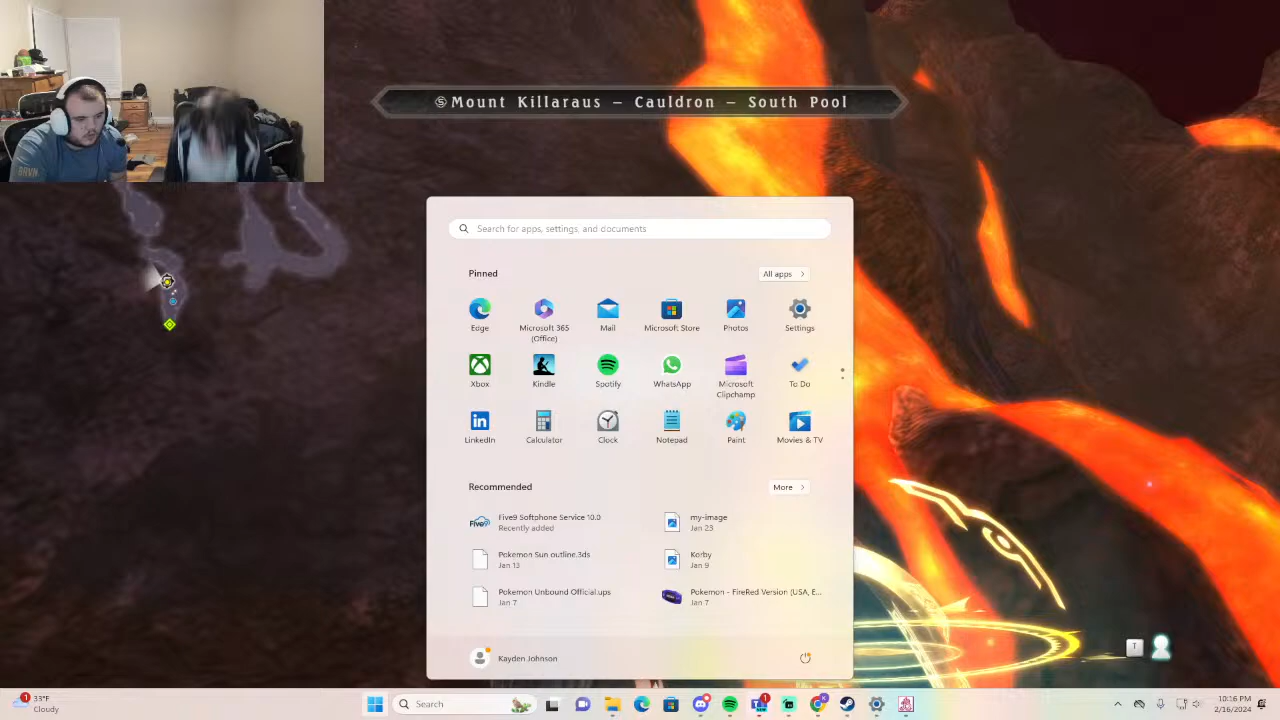 BRVN
Mount Killaraus – Cauldron – South Pool
Search for apps, settings, and documents
Pinned
All apps
Edge
Microsoft 365
(Office)
Mail
Microsoft Store
Photos
Settings
Xbox
Kindle
Spotify
WhatsApp
Microsoft
Clipchamp
To Do
LinkedIn
Calculator
Clock
Notepad
Paint
Movies & TV
Recommended
More
Five9 Softphone Service 10.0
Recently added
my-image
Jan 23
Pokemon Sun outline.3ds
Jan 13
Korby
Jan 9
Pokemon Unbound Official.ups
Jan 7
Pokemon - FireRed Version (USA, E...
Jan 7
Kayden Johnson
T
1
33°F
Cloudy
Search
1
NEW
10:16 PM
2/16/2024